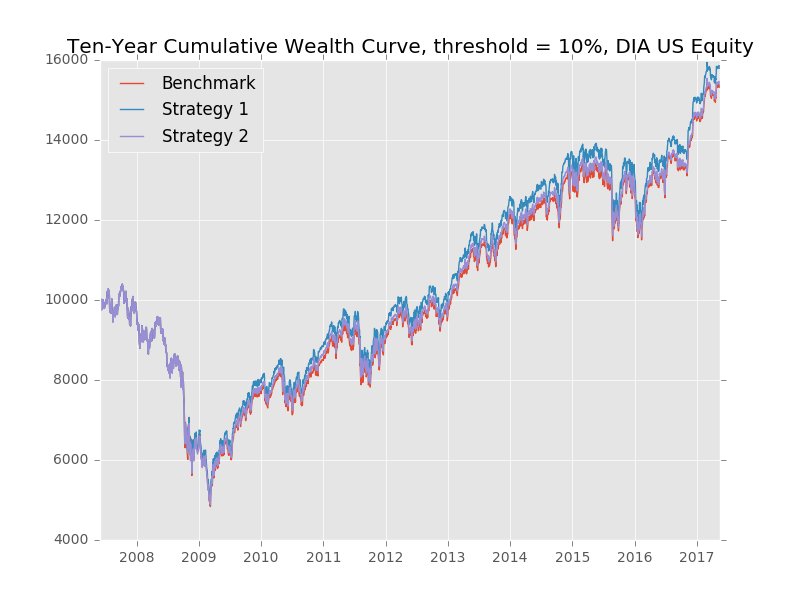 Ten-Year Cumulative Wealth Curve, threshold = 10%, DIA US Equity
16000
14000
12000
10000
8000
6000
4000
Benchmark
Strategy 1
Strategy 2
2008 2009 2010 2011 2012 2013 2014 2015 2016 2017